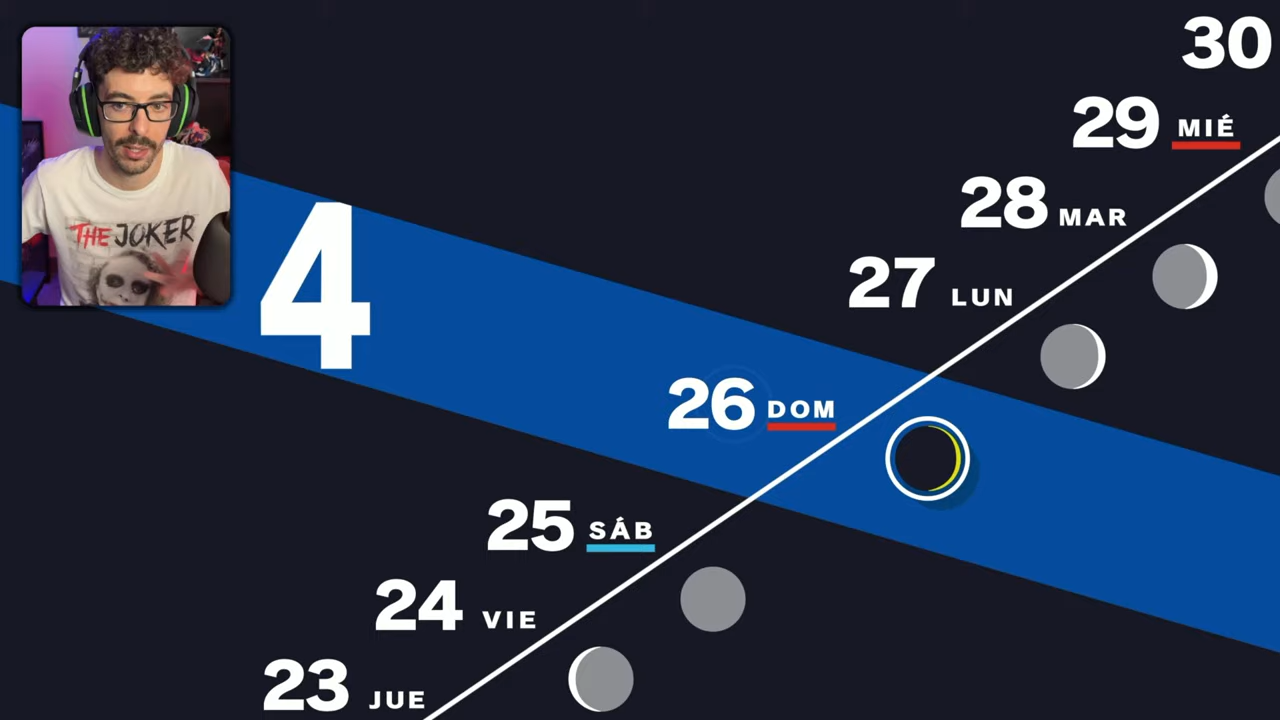 30
29 MIÉ
28 MAR
27 LUN
4
26 DOM
25 SÁB
24 VIE
23 JUE
THE JOKER